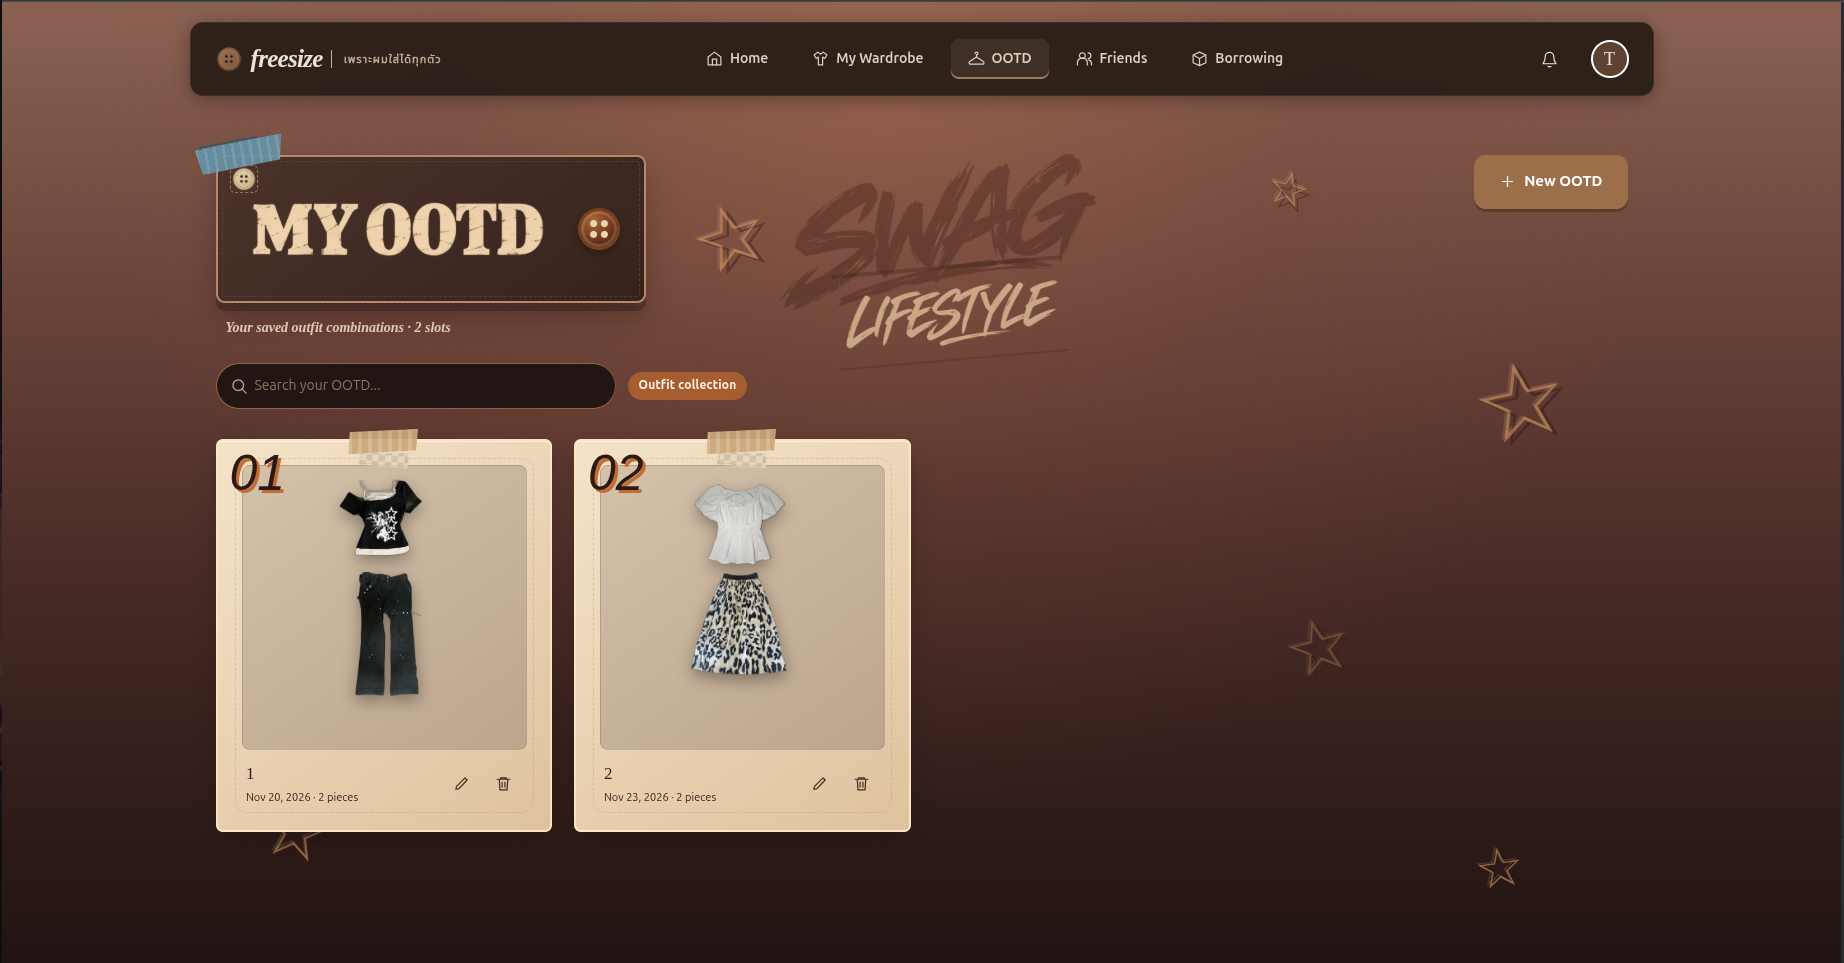 freesize | เพราะผมใส่ได้ทุกตัว
Home
My Wardrobe
OOTD
Friends
Borrowing
T
MY OOTD
SWAG
LIFESTYLE
+ New OOTD
Your saved outfit combinations · 2 slots
Search your OOTD...
Outfit collection
01
1
Nov 20, 2026 · 2 pieces
02
2
Nov 23, 2026 · 2 pieces